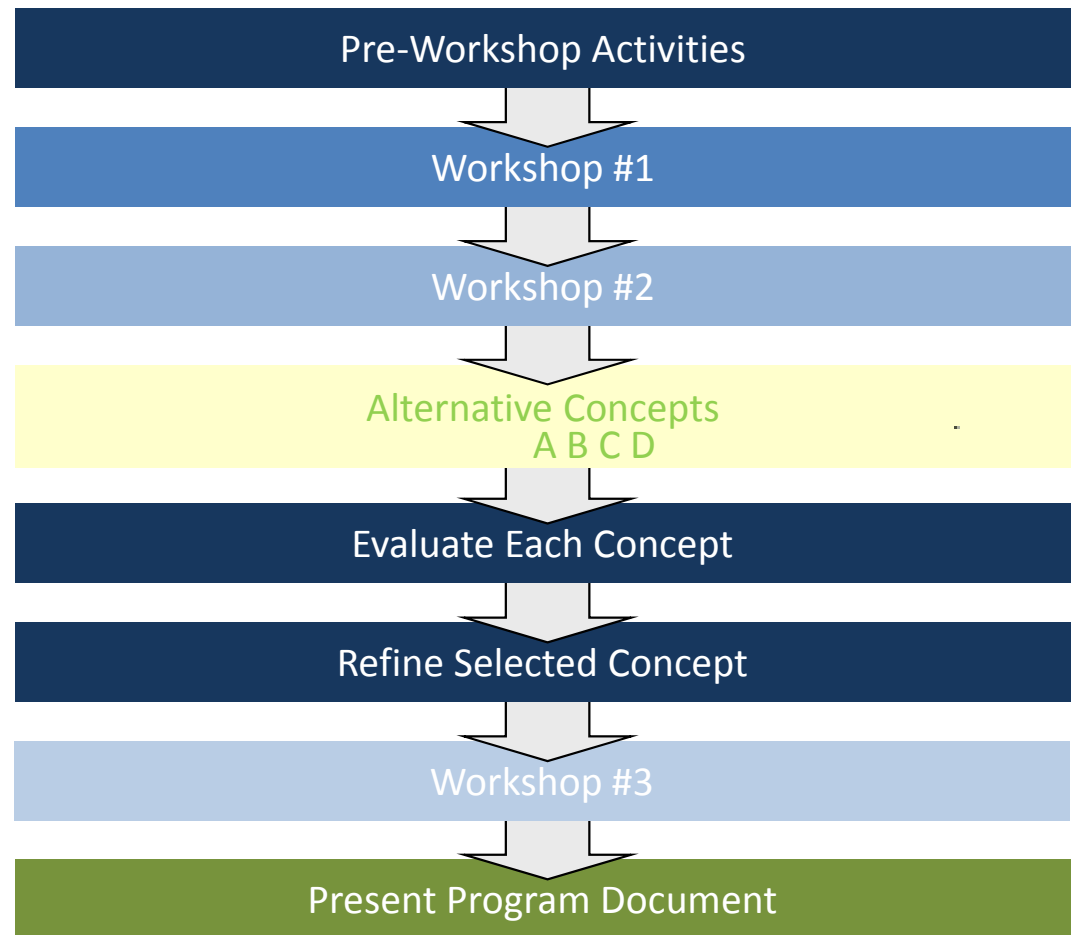 Pre-Workshop Activities
Workshop #1
Workshop #2
Alternative Concepts
A B C D
Evaluate Each Concept
Refine Selected Concept
Workshop #3
Present Program Document